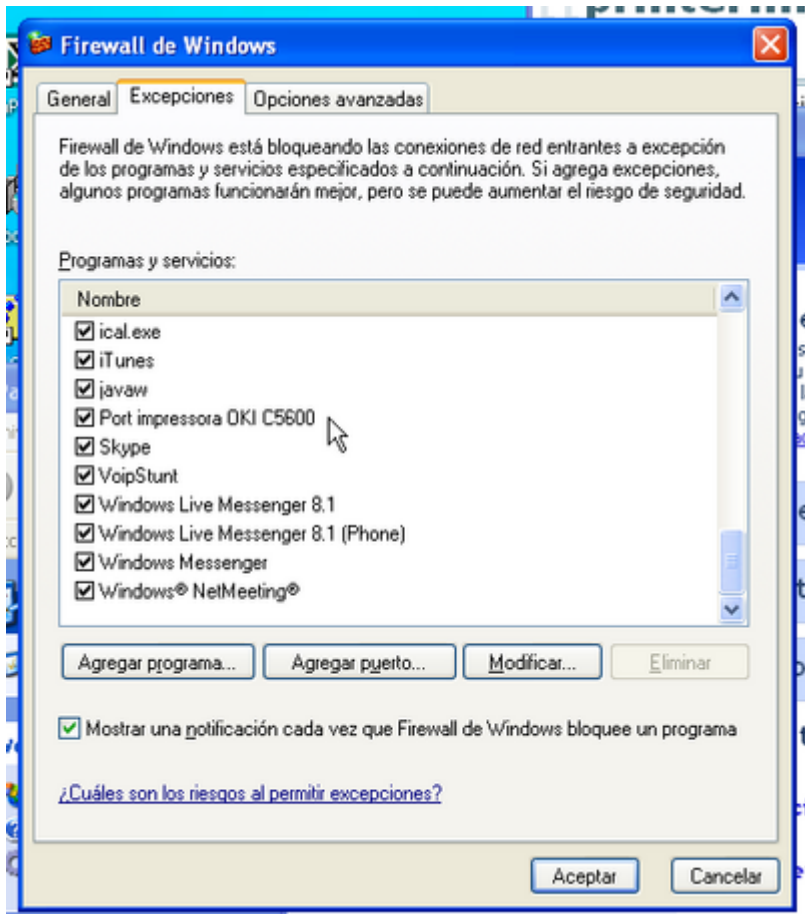 Firewall de Windows
General
Excepciones
Opciones avanzadas
Firewall de Windows está bloqueando las conexiones de red entrantes a excepción
de los programas y servicios especificados a continuación. Si agrega excepciones,
algunos programas funcionarán mejor, pero se puede aumentar el riesgo de seguridad.
Programas y servicios:
Nombre
ical.exe
iTunes
javaw
Port impressora OKI C5600
Skype
VoipStunt
Windows Live Messenger 8.1
Windows Live Messenger 8.1 (Phone)
Windows Messenger
Windows® NetMeeting®
Agregar programa...
Agregar puerto...
Modificar...
Eliminar
Mostrar una notificación cada vez que Firewall de Windows bloquee un programa
¿Cuáles son los riesgos al permitir excepciones?
Aceptar
Cancelar